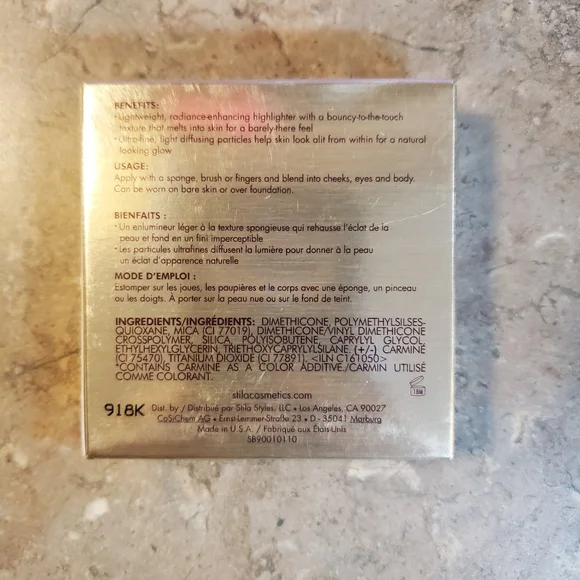 BENEFITS:
• Lightweight, radiance-enhancing highlighter with a bouncy-to-the-touch
texture that melts into skin for a barely-there feel
• Ultra-fine, light diffusing particles help skin look alit from within for a natural
looking glow
USAGE:
Apply with a sponge, brush or fingers and blend into cheeks, eyes and body.
Can be worn on bare skin or over foundation.
BIENFAITS :
• Un enlumineur léger à la texture spongieuse qui rehausse l'éclat de la
peau et fond en un fini imperceptible
• Les particules ultrafines diffusent la lumière pour donner à la peau
un éclat d'apparence naturelle
MODE D'EMPLOI :
Estomper sur les joues, les paupières et le corps avec une éponge, un pinceau
ou les doigts. À porter sur la peau nue ou sur le fond de teint.
INGREDIENTS/INGRÉDIENTS: DIMETHICONE, POLYMETHYLSILSES-
QUIOXANE, MICA (CI 77019), DIMETHICONE/VINYL DIMETHICONE
CROSSPOLYMER, SILICA, POLYISOBUTENE, CAPRYLYL GLYCOL,
ETHYLHEXYLGLYCERIN, TRIETHOXYCAPRYLYLSILANE. (+/-) CARMINE
(CI 75470), TITANIUM DIOXIDE (CI 77891). <ILN C161050>
*CONTAINS CARMINE AS A COLOR ADDITIVE./CARMIN UTILISÉ
COMME COLORANT.
18M
stilacosmetics.com
918K Dist. by / Distribué par Stila Styles, LLC • Los Angeles, CA 90027
CoSiChem AG • Ernst-Lemmer-Straße 23 • D - 35041 Marburg
Made in U.S.A. / Fabriqué aux États-Unis
SB90010110